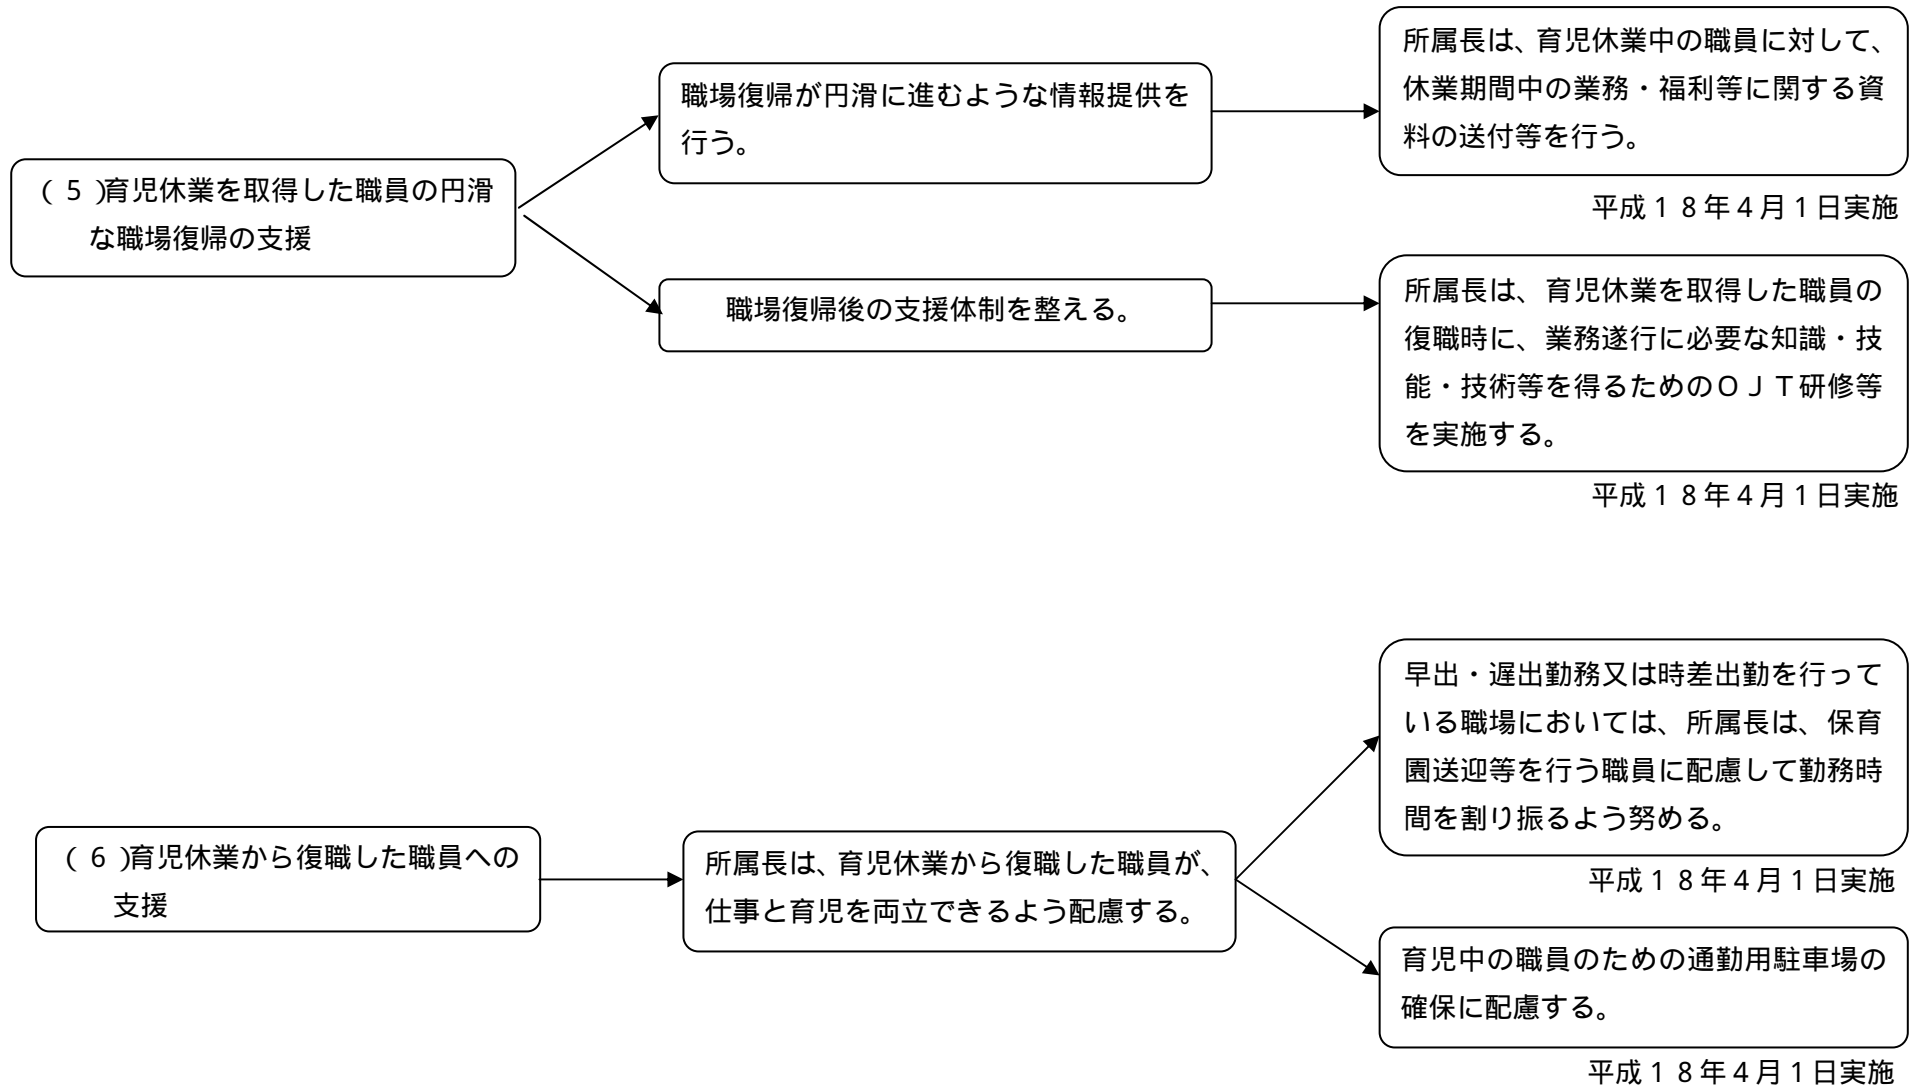 (5)育児休業を取得した職員の円滑
な職場復帰の支援
職場復帰が円滑に進むような情報提供を
行う。
所属長は、育児休業中の職員に対して、
休業期間中の業務・福利等に関する資
料の送付等を行う。
平成18年4月1日実施
職場復帰後の支援体制を整える。
所属長は、育児休業を取得した職員の
復職時に、業務遂行に必要な知識・技
能・技術等を得るためのOJT研修等
を実施する。
平成18年4月1日実施
(6)育児休業から復職した職員への
支援
所属長は、育児休業から復職した職員が、
仕事と育児を両立できるよう配慮する。
早出・遅出勤務又は時差出勤を行って
いる職場においては、所属長は、保育
園送迎等を行う職員に配慮して勤務時
間を割り振るよう努める。
平成18年4月1日実施
育児中の職員のための通勤用駐車場の
確保に配慮する。
平成18年4月1日実施